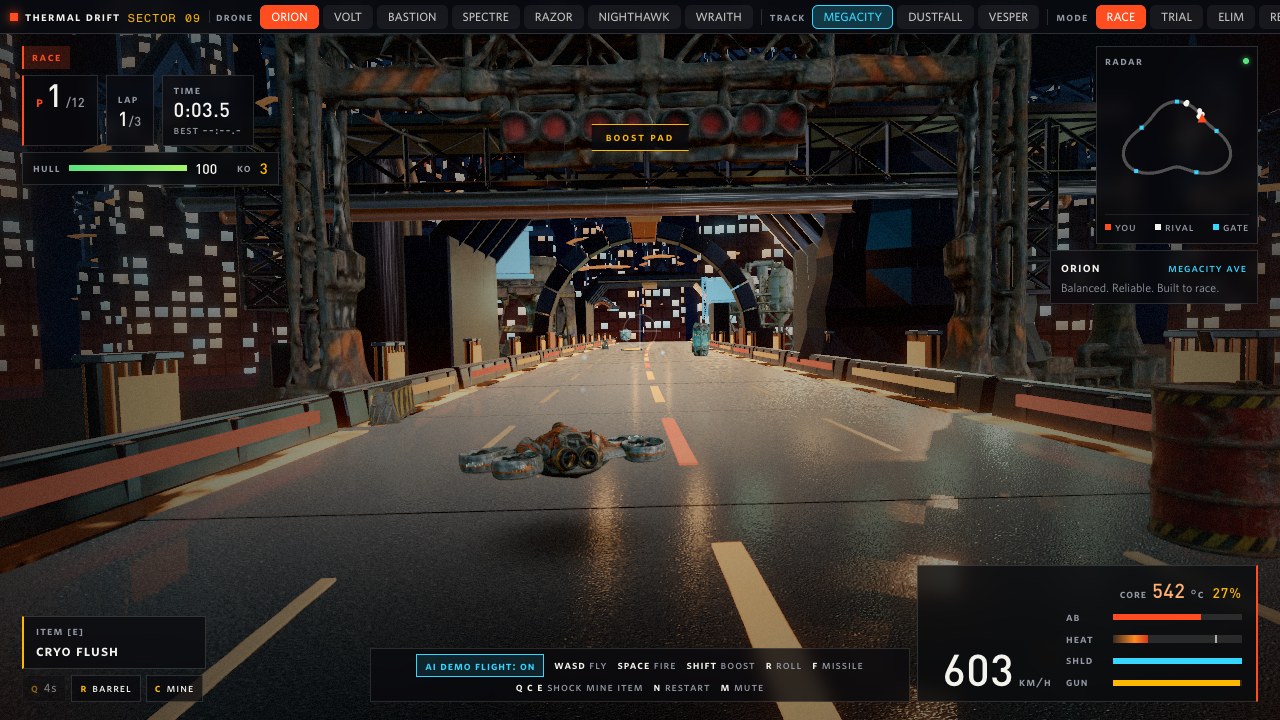 THERMAL DRIFT SECTOR 09 DRONE ORION VOLT BASTION SPECTRE RAZOR NIGHTHAWK WRAITH TRACK MEGACITY DUSTFALL VESPER MODE RACE TRIAL ELIM
RACE
P 1 /12
LAP
1/3
TIME
0:03.5
BEST --:--.-
HULL 100 KO 3
BOOST PAD
RADAR
YOU RIVAL GATE
ORION MEGACITY AVE
Balanced. Reliable. Built to race.
ITEM [E]
CRYO FLUSH
Q 4s R BARREL C MINE
AI DEMO FLIGHT: ON WASD FLY SPACE FIRE SHIFT BOOST R ROLL F MISSILE
Q C E SHOCK MINE ITEM N RESTART M MUTE
603 KM/H
CORE 542 °C 27%
AB
HEAT
SHLD
GUN